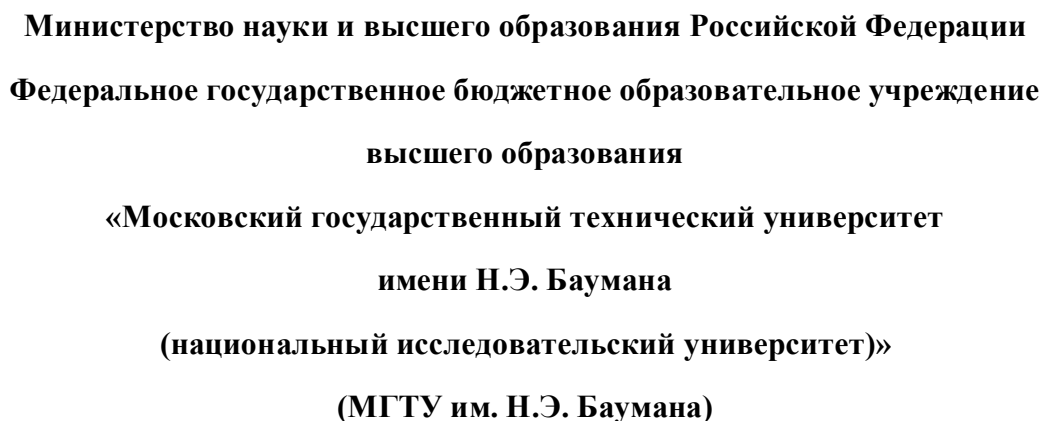 Министерство науки и высшего образования Российской Федерации
Федеральное государственное бюджетное образовательное учреждение
высшего образования
«Московский государственный технический университет
имени Н.Э. Баумана
(национальный исследовательский университет)»
(МГТУ им. Н.Э. Баумана)